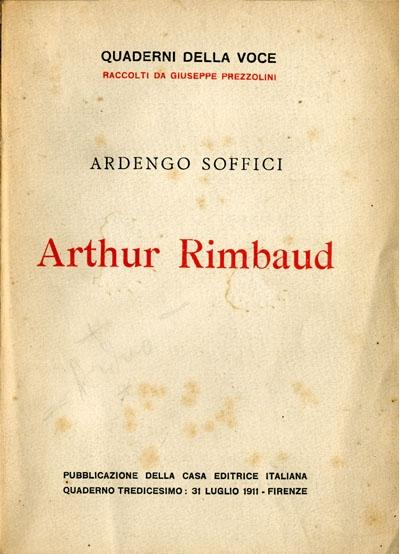 QUADERNI DELLA VOCE
RACCOLTI DA GIUSEPPE PREZZOLINI
ARDENGO SOFFICI
Arthur Rimbaud
PUBBLICAZIONE DELLA CASA EDITRICE ITALIANA
QUADERNO TREDICESIMO: 31 LUGLIO 1911 - FIRENZE